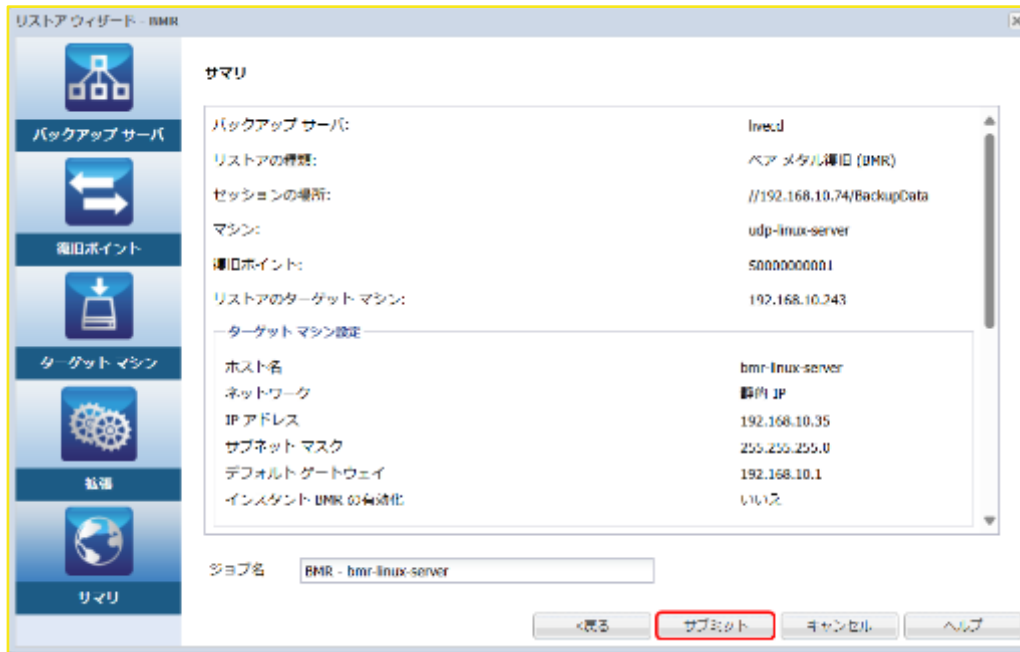 リストア ウィザード - BMR
バックアップ サーバ
復旧ポイント
ターゲット マシン
拡張
サマリ
サマリ
バックアップ サーバ: livecd
リストアの種類: ベア メタル復旧 (BMR)
セッションの場所: //192.168.10.74/BackupData
マシン: udp-linux-server
復旧ポイント: S0000000001
リストアのターゲット マシン: 192.168.10.243
ターゲット マシン設定
ホスト名 bmr-linux-server
ネットワーク 静的 IP
IP アドレス 192.168.10.35
サブネット マスク 255.255.255.0
デフォルト ゲートウェイ 192.168.10.1
インスタント BMR の有効化 いいえ
ジョブ名 BMR - bmr-linux-server
<戻る サブミット キャンセル ヘルプ